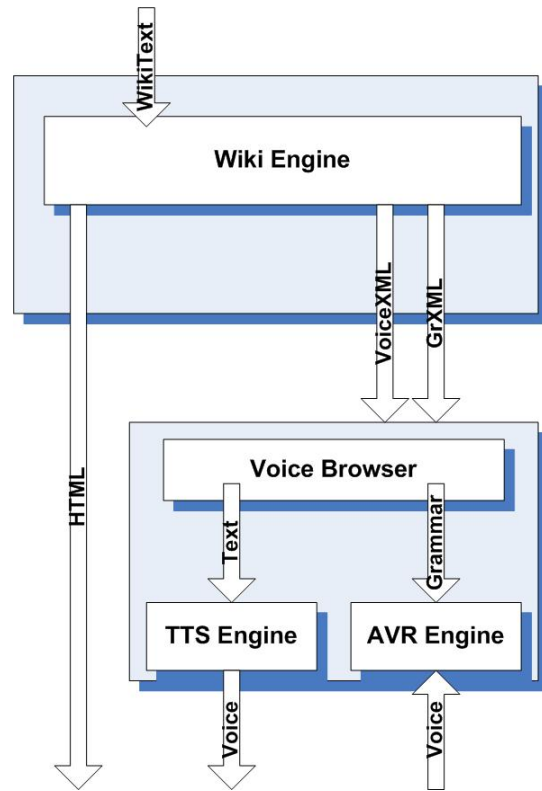 WikiText
Wiki Engine
VoiceXML
GrXML
HTML
Voice Browser
Text
Grammar
TTS Engine
AVR Engine
Voice
Voice